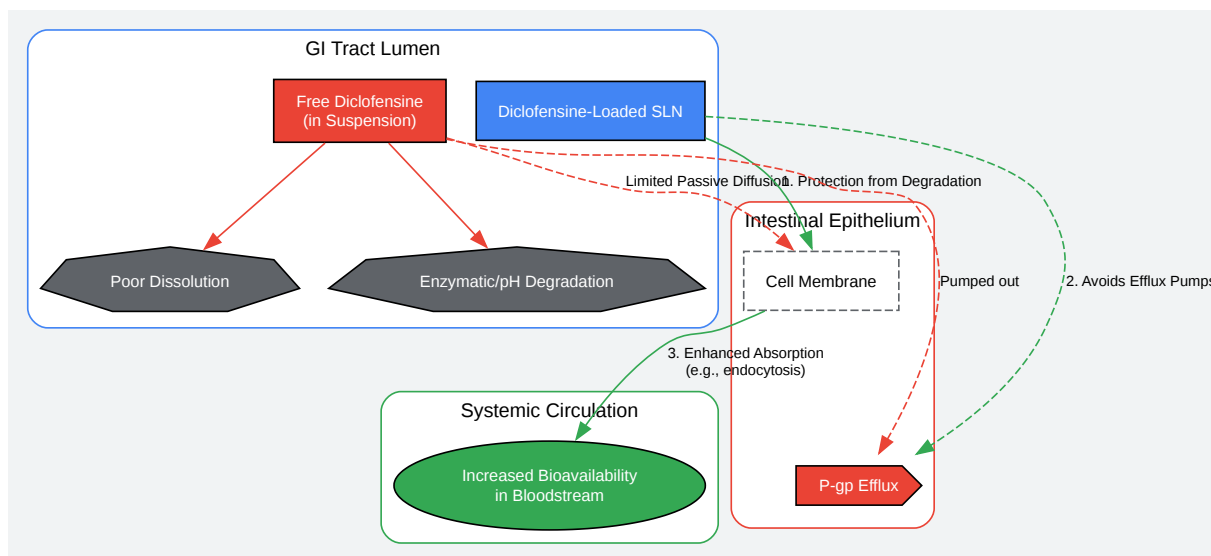 GI Tract Lumen
Free Diclofensine
(in Suspension)
Diclofensine-Loaded SLN
Limited Passive Diffusion
1. Protection from Degradation
Intestinal Epithelium
Poor Dissolution
Enzymatic/pH Degradation
Cell Membrane
Pumped out
2. Avoids Efflux Pumps
3. Enhanced Absorption
(e.g., endocytosis)
Systemic Circulation
Increased Bioavailability
in Bloodstream
P-gp Efflux